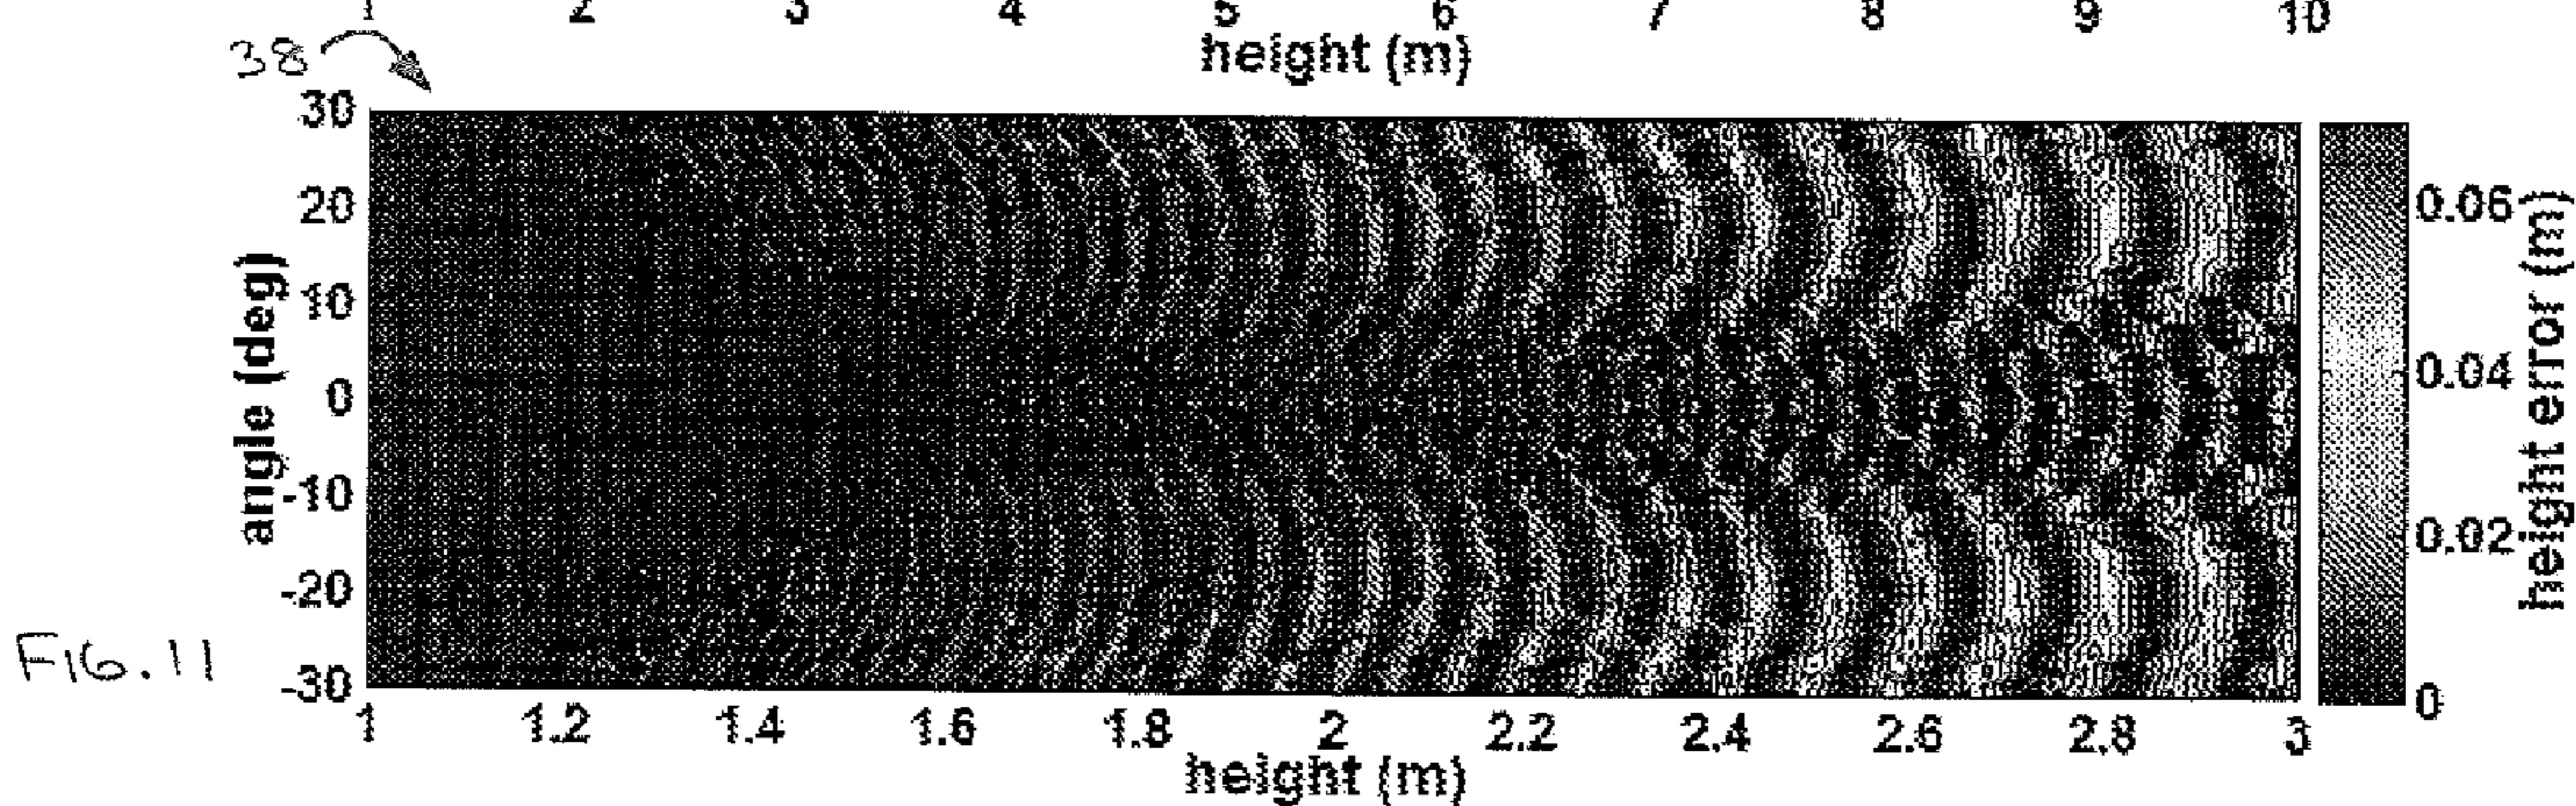 1 2 3 4 5 6 7 8 9 10
height (m)
38
30
20
10
0
-10
-20
-30
angle (deg)
1 1.2 1.4 1.6 1.8 2 2.2 2.4 2.6 2.8 3
height (m)
0.06
0.04
0.02
0
height error (m)
FIG. 11